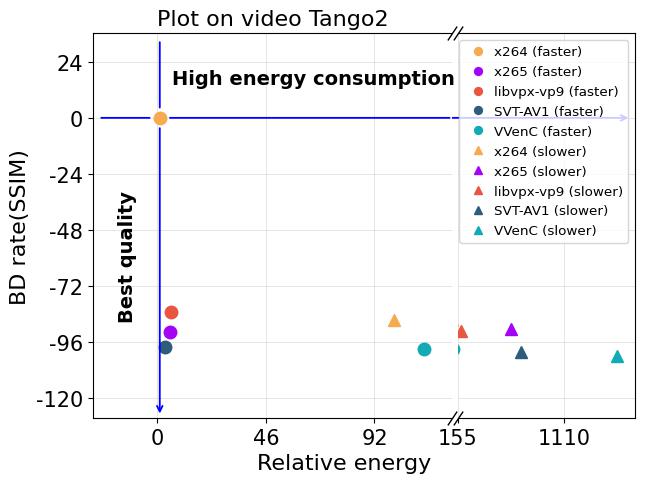 Plot on video Tango2
24
0
-24
-48
-72
-96
-120
BD rate(SSIM)
High energy consumption
Best quality
x264 (faster)
x265 (faster)
libvpx-vp9 (faster)
SVT-AV1 (faster)
VVenC (faster)
x264 (slower)
x265 (slower)
libvpx-vp9 (slower)
SVT-AV1 (slower)
VVenC (slower)
0 46 92 155 1110
Relative energy